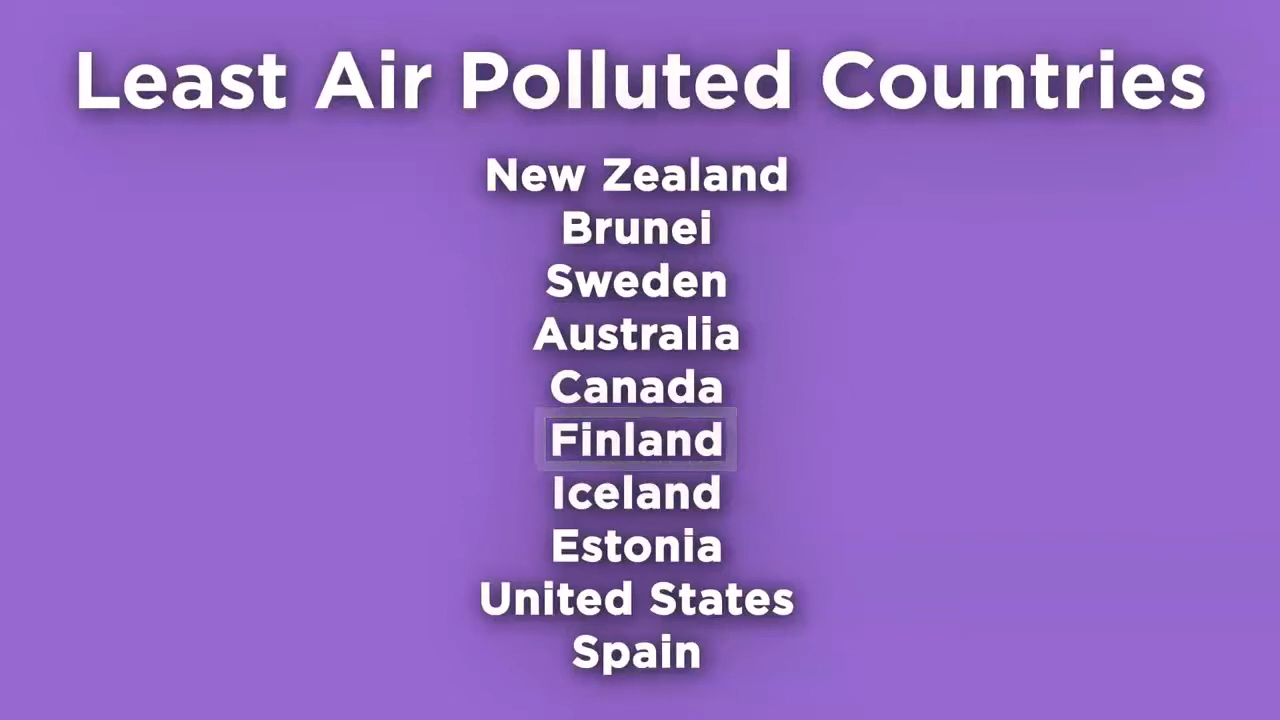 Least Air Polluted Countries
New Zealand
Brunei
Sweden
Australia
Canada
Finland
Iceland
Estonia
United States
Spain